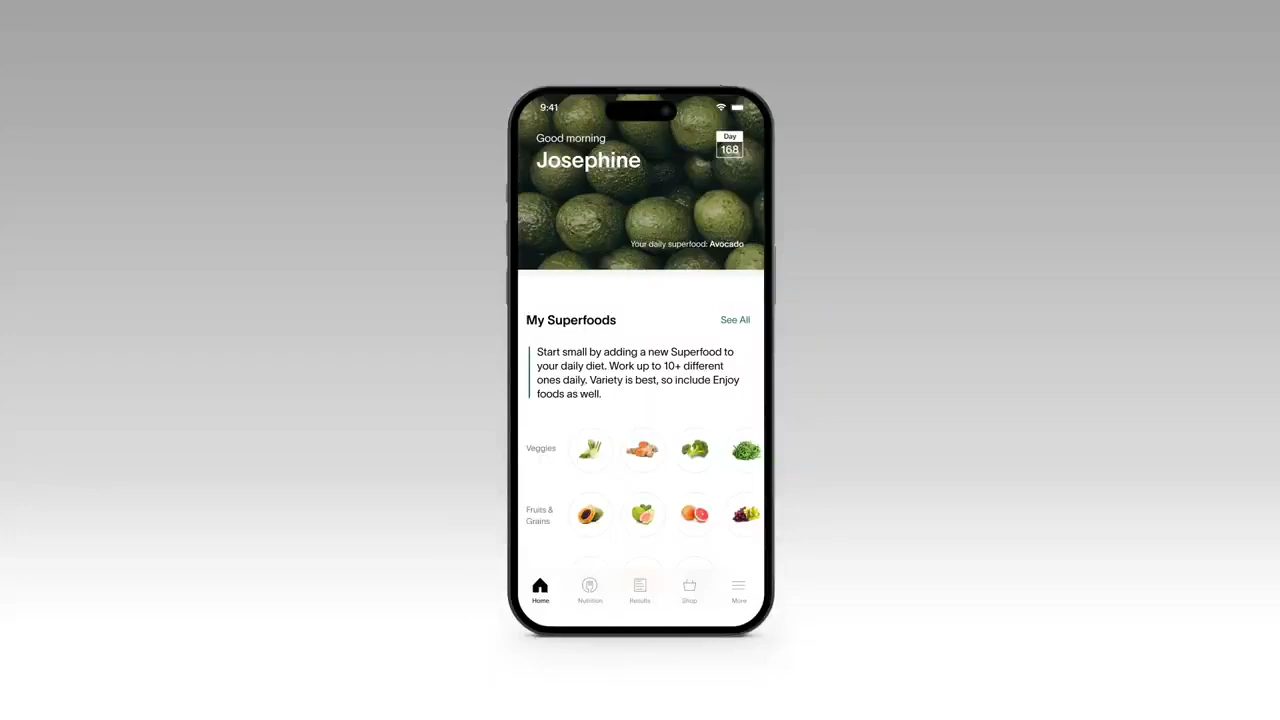 9:41
Good morning
Josephine
Day
168
Your daily superfood: Avocado
My Superfoods
See All
Start small by adding a new Superfood to
your daily diet. Work up to 10+ different
ones daily. Variety is best, so include Enjoy
foods as well.
Veggies
Fruits &
Grains
Home
Nutrition
Results
Shop
More